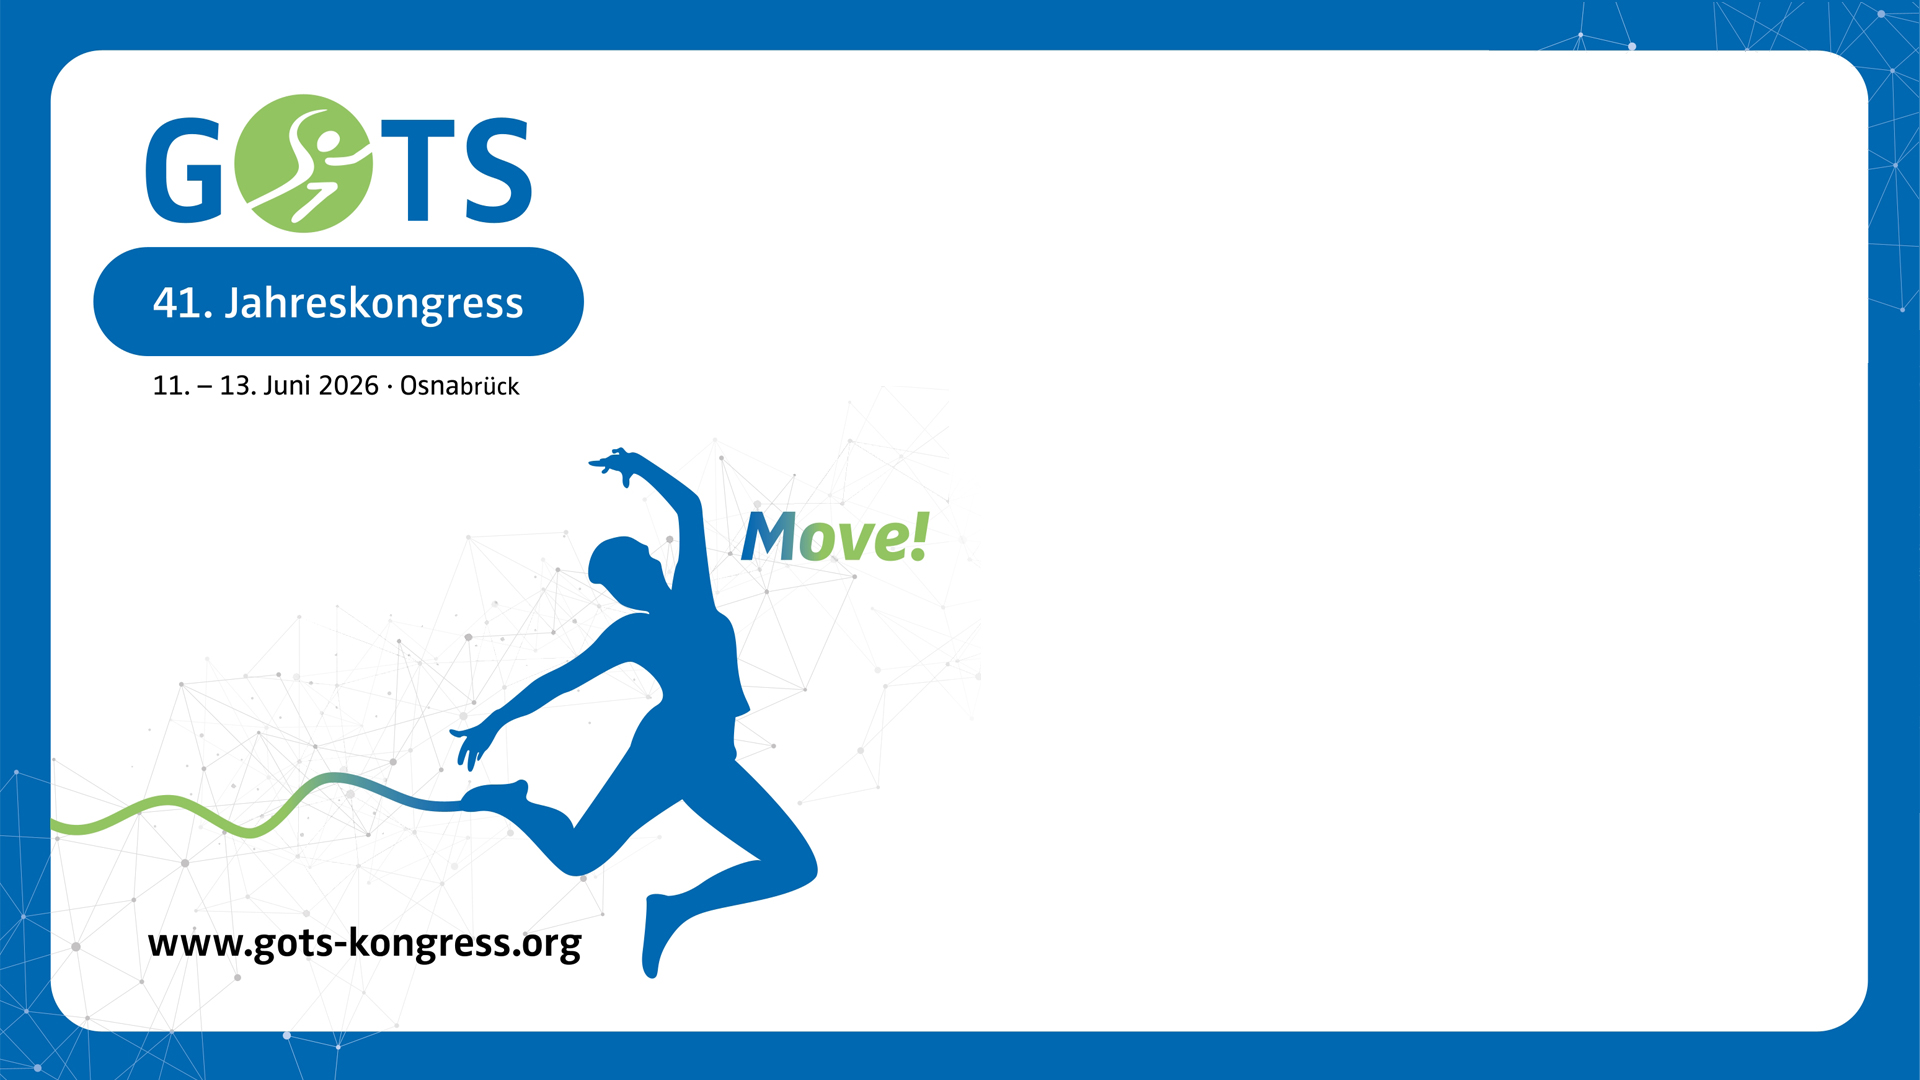 GOTS
41. Jahreskongress
11. – 13. Juni 2026 · Osnabrück
Move!
www.gots-kongress.org